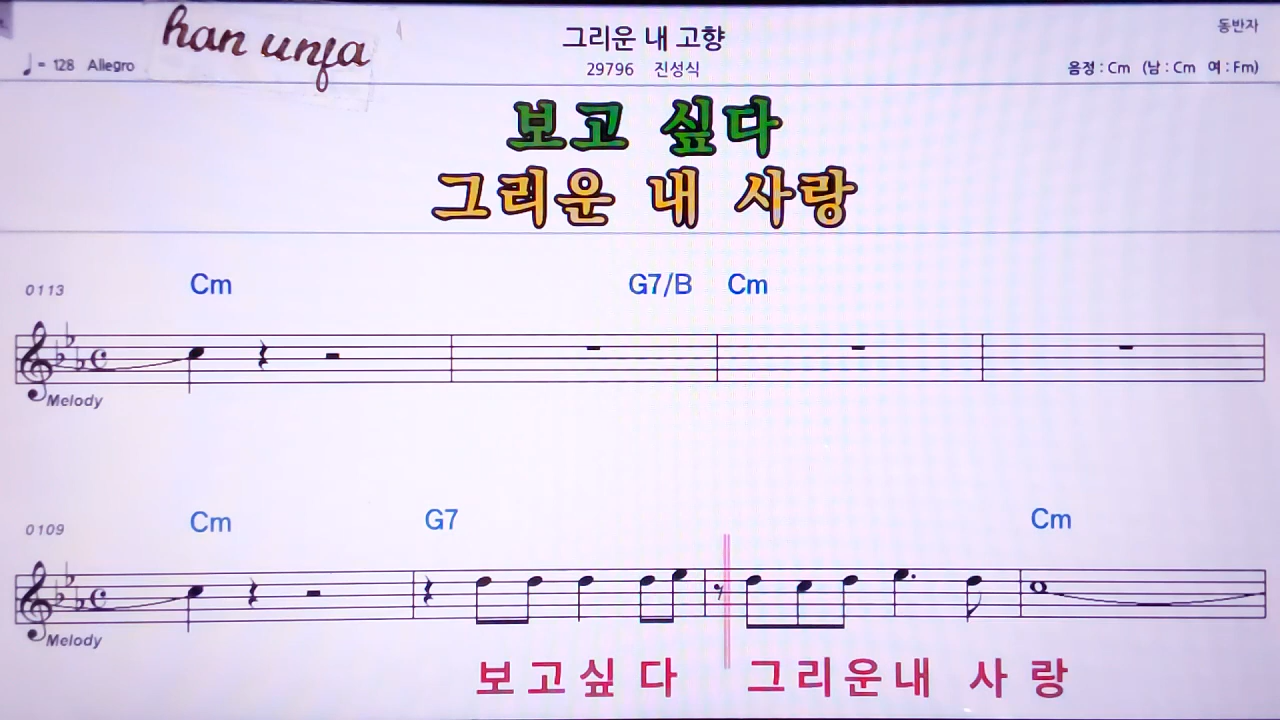 han unfa
그리운 내 고향
동반자
♩ = 128 Allegro
29796 진성식
음정 : Cm (남 : Cm 여 : Fm)
보고 싶다
그리운 내 사랑
0113 Cm G7/B Cm
Melody
0109 Cm G7 Cm
Melody
보고싶 다 그리운내 사 랑